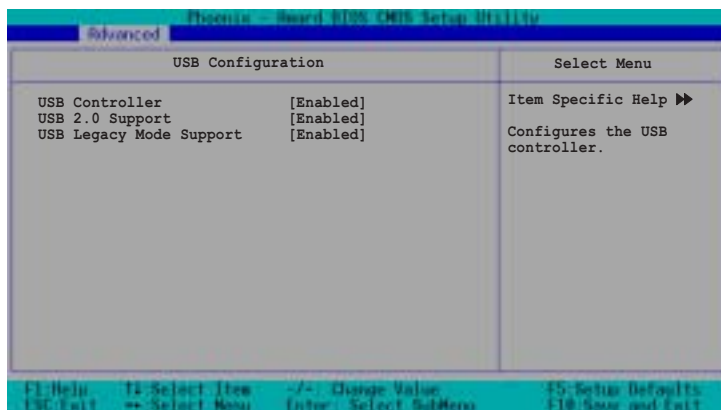 Phoenix - Award BIOS CMOS Setup Utility
Advanced
USB Configuration
Select Menu
USB Controller [Enabled]
USB 2.0 Support [Enabled]
USB Legacy Mode Support [Enabled]
Item Specific Help
Configures the USB
controller.
F1:Help ↑↓:Select Item -/+: Change Value F5:Setup Defaults
ESC:Exit ↔:Select Menu Enter: Select SubMenu F10:Save and Exit